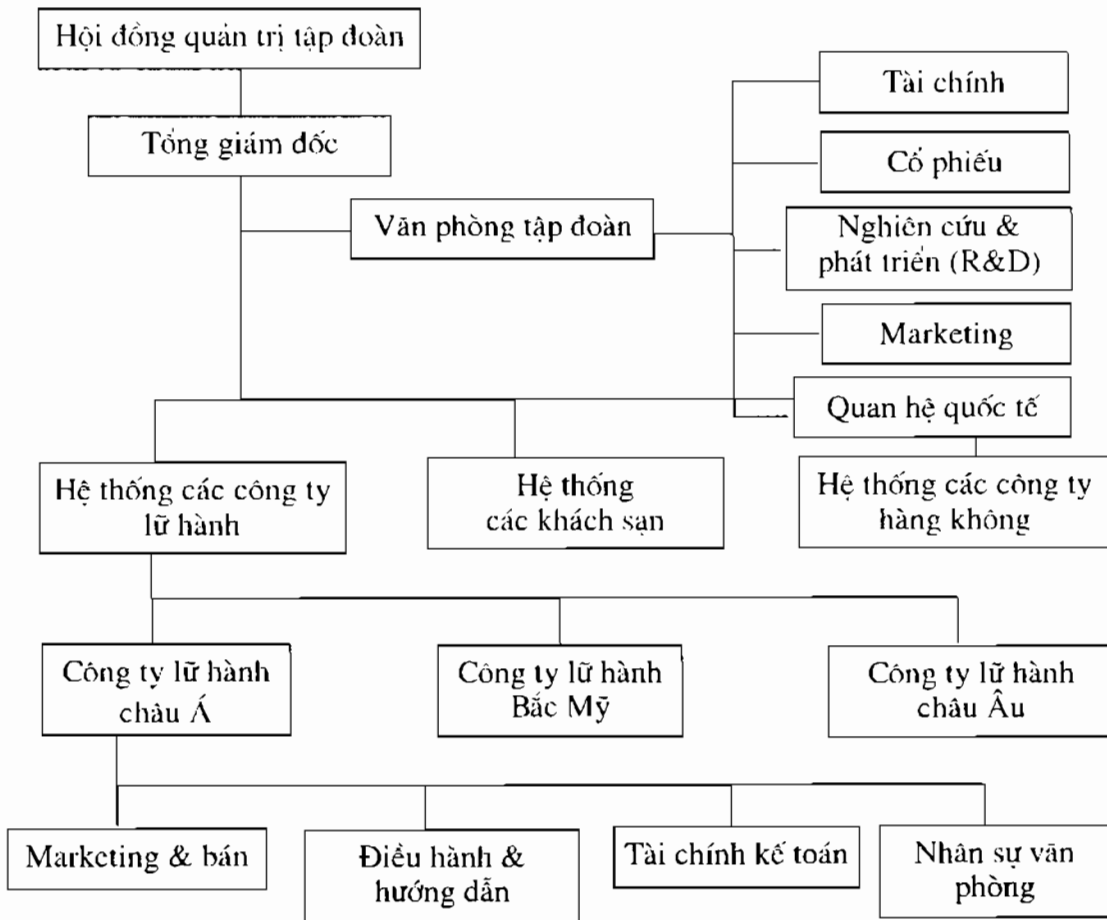 Hội đồng quản trị tập đoàn
Tổng giám đốc
Văn phòng tập đoàn
Tài chính
Cổ phiếu
Nghiên cứu &
phát triển (R&D)
Marketing
Quan hệ quốc tế
Hệ thống các công ty
lữ hành
Hệ thống
các khách sạn
Hệ thống các công ty
hàng không
Công ty lữ hành
châu Á
Công ty lữ hành
Bắc Mỹ
Công ty lữ hành
châu Âu
Marketing & bán
Điều hành &
hướng dẫn
Tài chính kế toán
Nhân sự văn
phòng